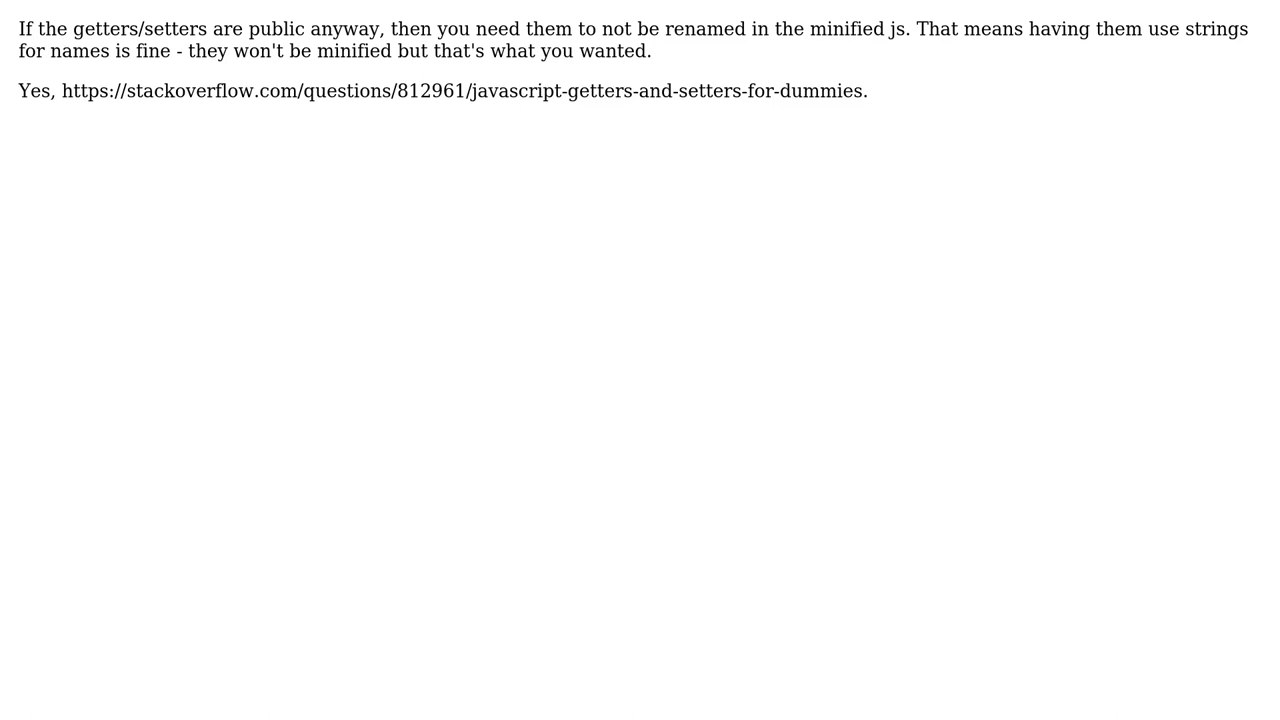 If the getters/setters are public anyway, then you need them to not be renamed in the minified js. That means having them use strings
for names is fine - they won't be minified but that's what you wanted.
Yes, https://stackoverflow.com/questions/812961/javascript-getters-and-setters-for-dummies.